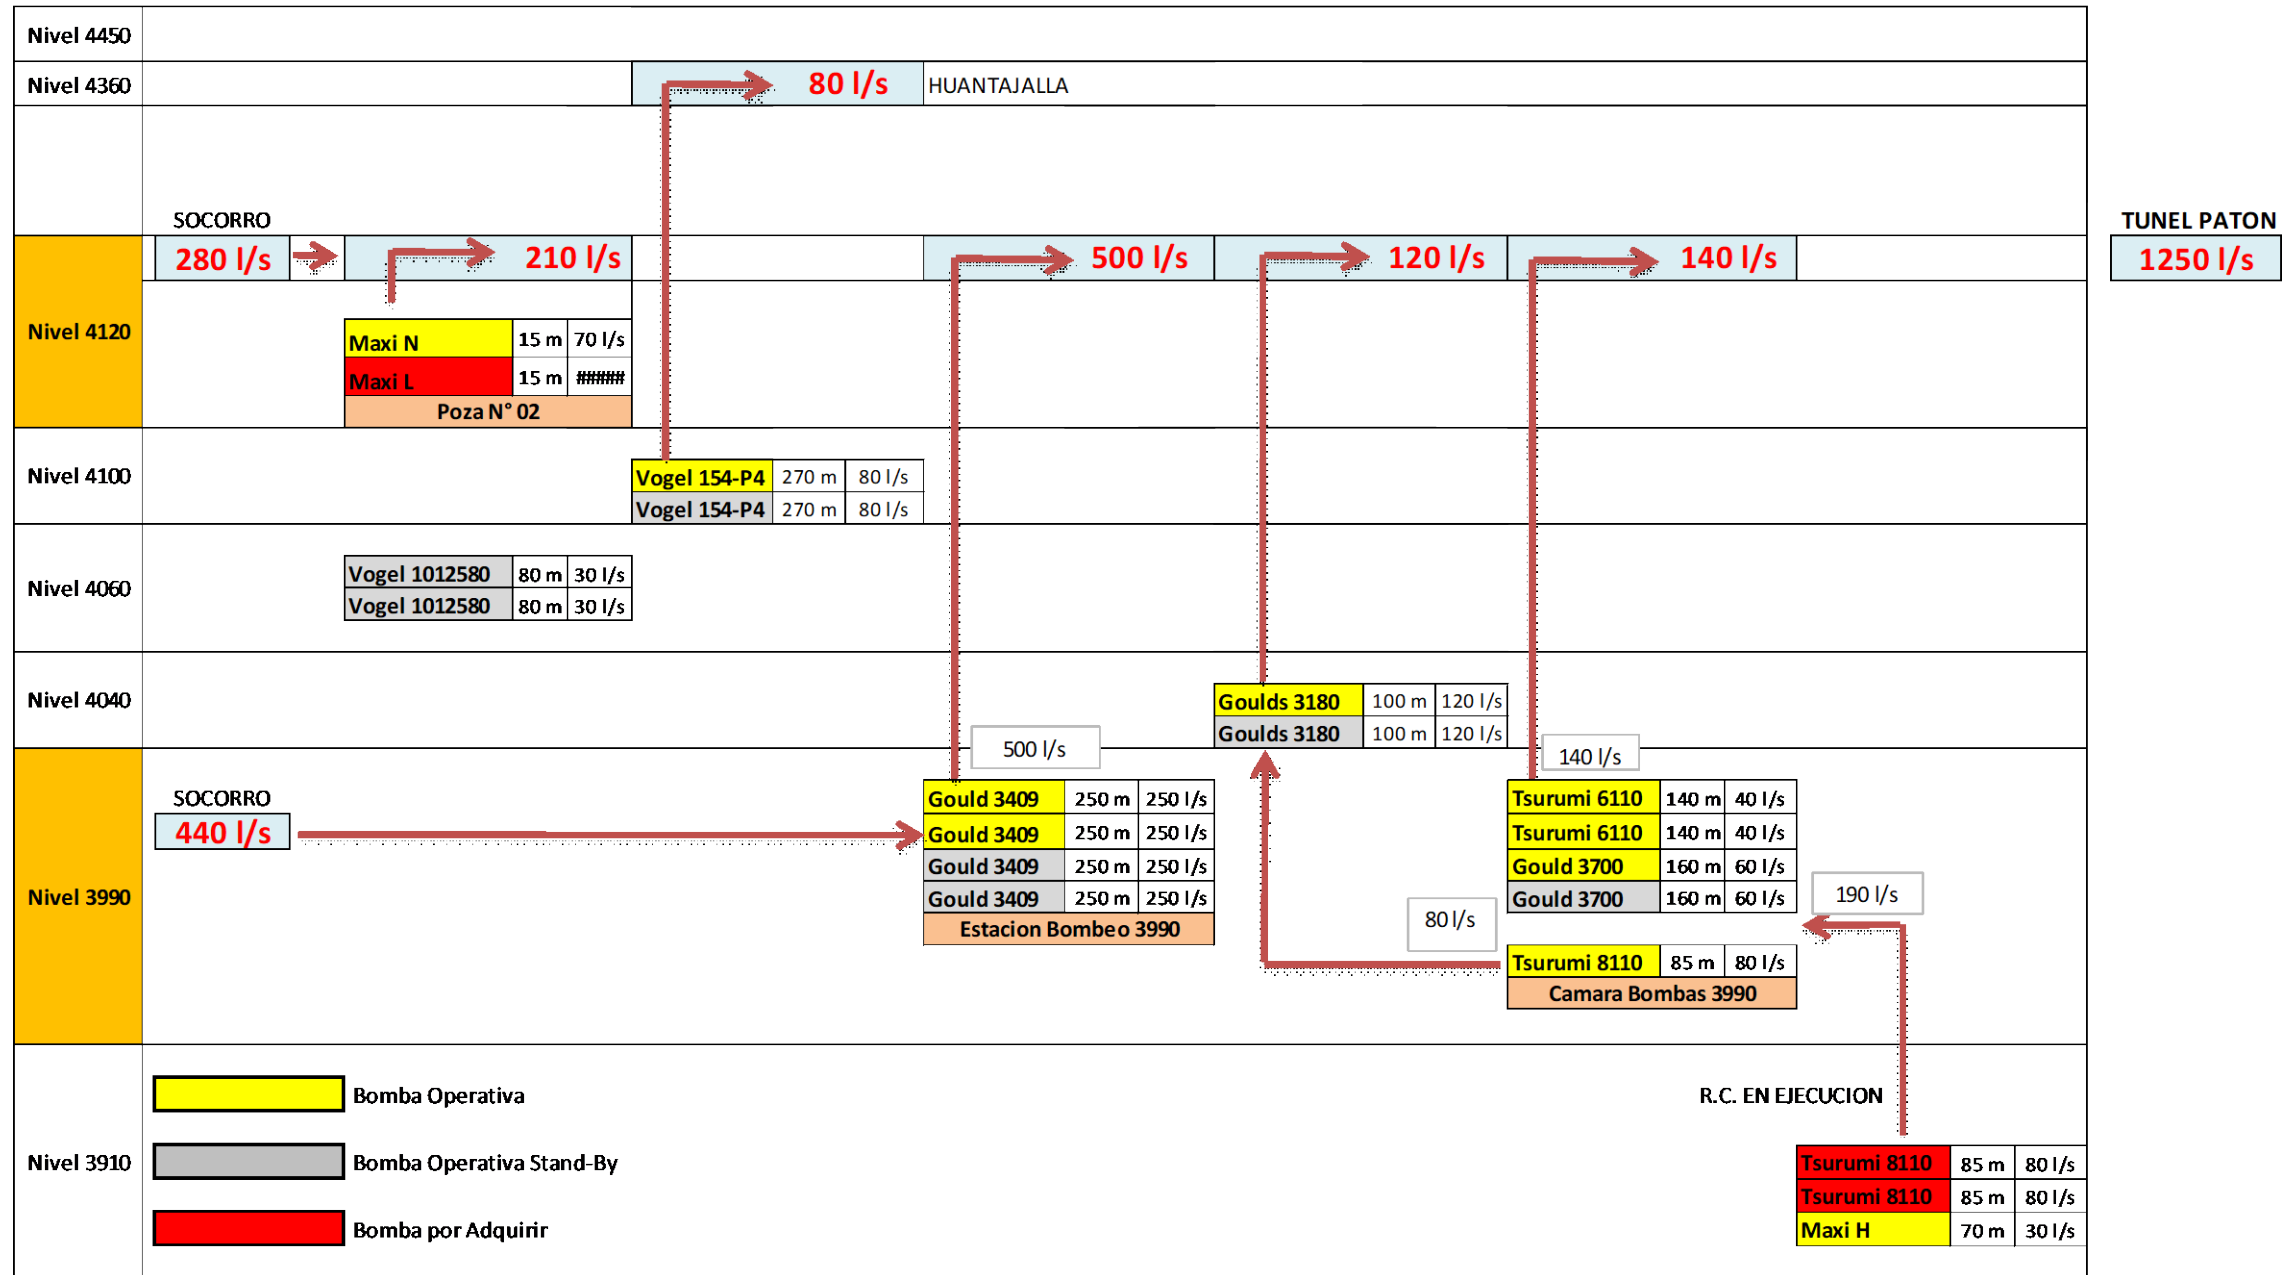 Nivel 4450
Nivel 4360
80 l/s
HUANTAJALLA
SOCORRO
TUNEL PATON
280 l/s
210 l/s
500 l/s
120 l/s
140 l/s
1250 l/s
Nivel 4120
Maxi N 15 m 70 l/s
Maxi L 15 m #####
Poza N° 02
Nivel 4100
Vogel 154-P4 270 m 80 l/s
Vogel 154-P4 270 m 80 l/s
Nivel 4060
Vogel 1012580 80 m 30 l/s
Vogel 1012580 80 m 30 l/s
Nivel 4040
Goulds 3180 100 m 120 l/s
Goulds 3180 100 m 120 l/s
500 l/s
140 l/s
Nivel 3990
SOCORRO
440 l/s
Gould 3409 250 m 250 l/s
Gould 3409 250 m 250 l/s
Gould 3409 250 m 250 l/s
Gould 3409 250 m 250 l/s
Estacion Bombeo 3990
Tsurumi 6110 140 m 40 l/s
Tsurumi 6110 140 m 40 l/s
Gould 3700 160 m 60 l/s
Gould 3700 160 m 60 l/s
190 l/s
80 l/s
Tsurumi 8110 85 m 80 l/s
Camara Bombas 3990
Nivel 3910
Bomba Operativa
Bomba Operativa Stand-By
Bomba por Adquirir
R.C. EN EJECUCION
Tsurumi 8110 85 m 80 l/s
Tsurumi 8110 85 m 80 l/s
Maxi H 70 m 30 l/s